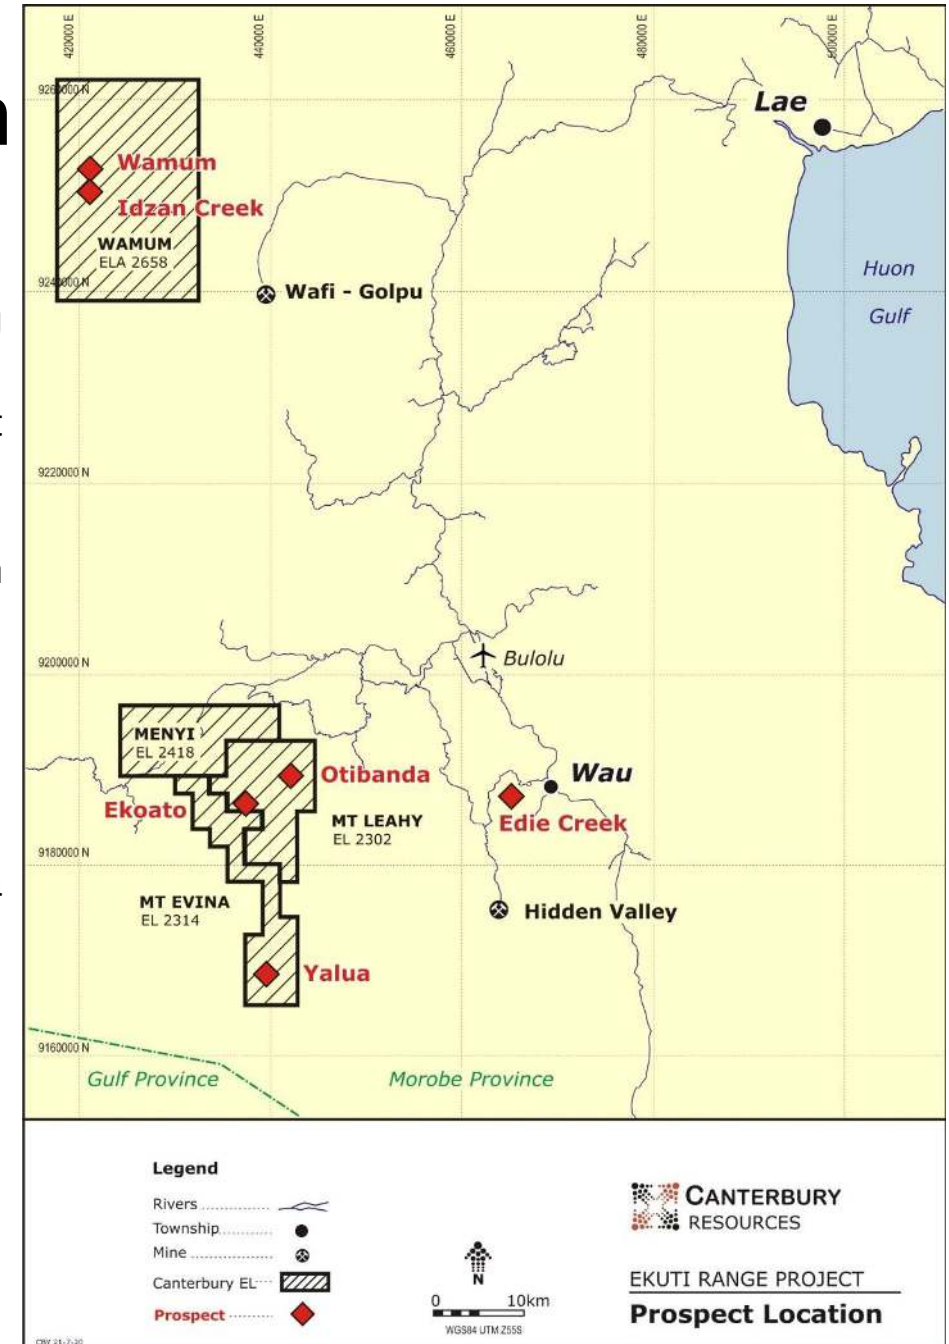 420000 E
440000 E
460000 E
480000 E
9260000 N
Lae
Wamum
Idzan Creek
WAMUM
ELA 2658
Huon
Gulf
9240000 N
Wafi - Golpu
9220000 N
9200000 N
Bulolu
MENYI
EL 2418
Otibanda
Wau
Ekoato
MT LEAHY
EL 2302
Edie Creek
9180000 N
MT EVINA
EL 2314
Hidden Valley
Yalua
9160000 N
Gulf Province
Morobe Province
Legend
Rivers
Township
Mine
Canterbury EL
Prospect
N
0 10km
WGS84 UTM Z55S
CANTERBURY
RESOURCES
EKUTI RANGE PROJECT
Prospect Location